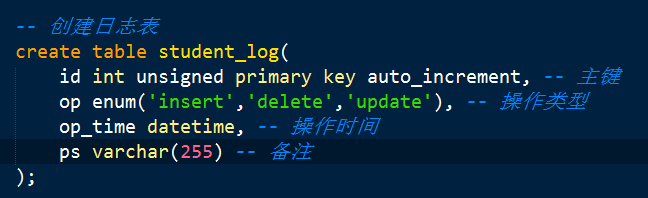 -- 创建日志表
create table student_log(
    id int unsigned primary key auto_increment, -- 主键
    op enum('insert','delete','update'), -- 操作类型
    op_time datetime, -- 操作时间
    ps varchar(255) -- 备注
);